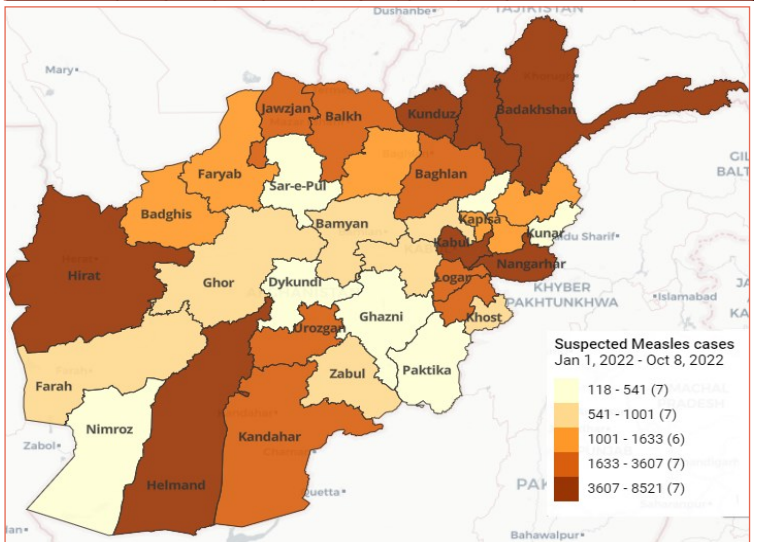 Dushanbe
TAJIKISTAN
Mary
Khorugh
Jawzjan
Balkh
Kunduz
Badakhshan
Faryab
Sar-e-Pul
Baghlan
Badghis
Bamyan
Kapisa
Kunar
Kabul
Nangarhar
Hirat
Ghor
Dykundi
Logar
KHYBER
PAKHTUNKHWA
Islamabad
Ghazni
Urozgan
Khost
Paktika
Zabul
Farah
Nimroz
Kandahar
Helmand
Zabol
Quetta
Bahawalpur
Suspected Measles cases
Jan 1, 2022 - Oct 8, 2022
118 - 541 (7)
541 - 1001 (7)
1001 - 1633 (6)
1633 - 3607 (7)
3607 - 8521 (7)